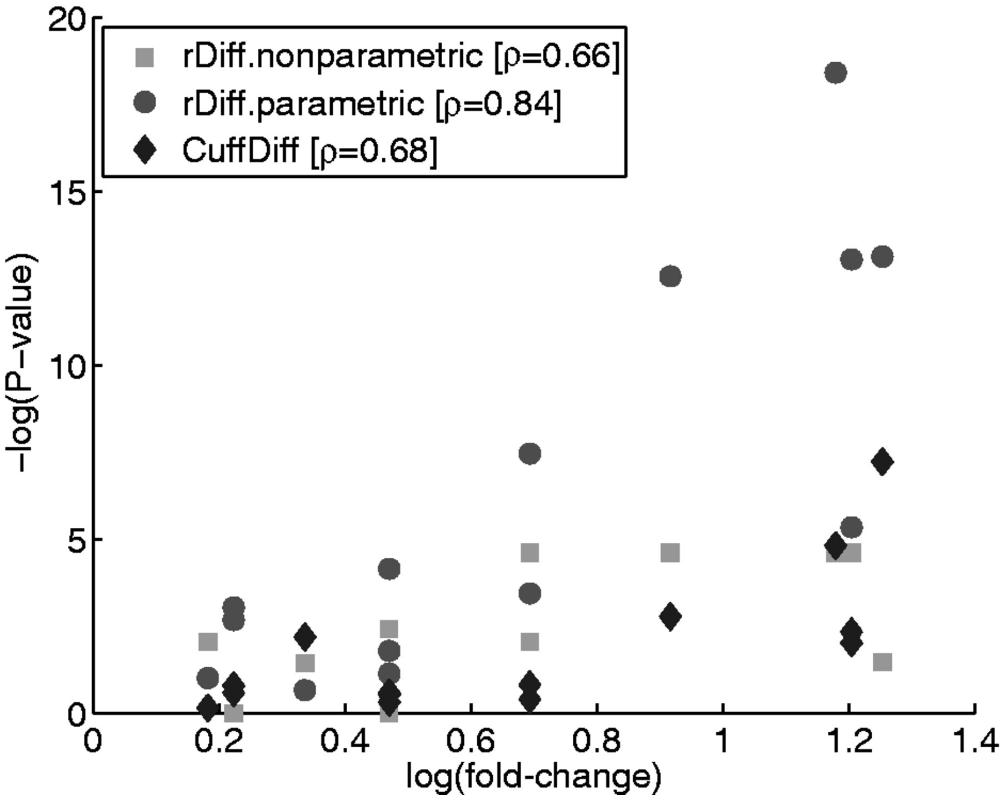 20
rDiff.nonparametric [ρ=0.66]
rDiff.parametric [ρ=0.84]
CuffDiff [ρ=0.68]
15
10
5
0
−log(P−value)
0 0.2 0.4 0.6 0.8 1 1.2 1.4
log(fold-change)